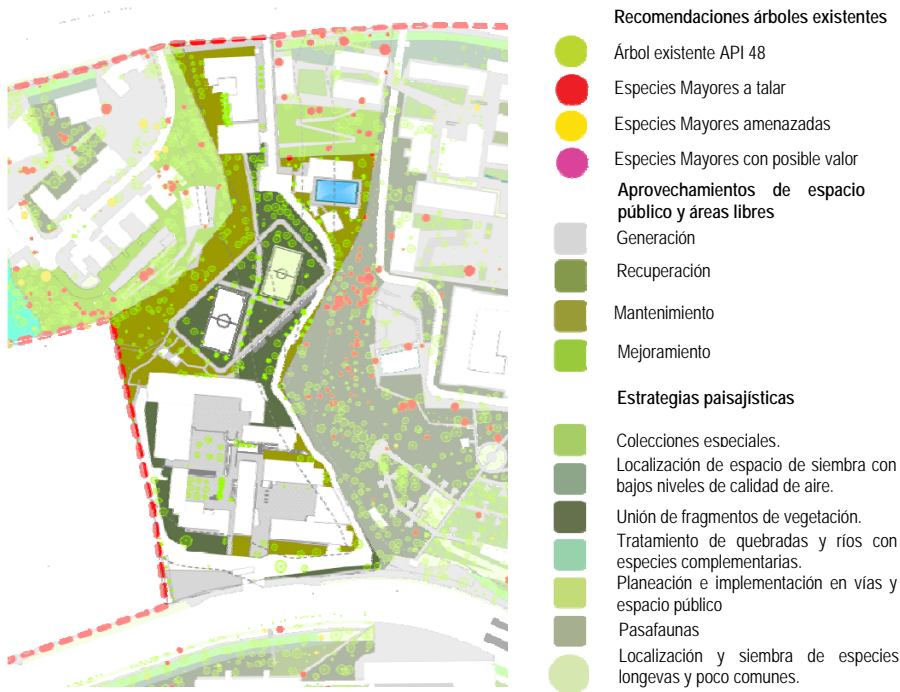 Recomendaciones árboles existentes
Árbol existente API 48
Especies Mayores a talar
Especies Mayores amenazadas
Especies Mayores con posible valor
Aprovechamientos de espacio
público y áreas libres
Generación
Recuperación
Mantenimiento
Mejoramiento
Estrategias paisajísticas
Colecciones especiales.
Localización de espacio de siembra con
bajos niveles de calidad de aire.
Unión de fragmentos de vegetación.
Tratamiento de quebradas y ríos con
especies complementarias.
Planeación e implementación en vías y
espacio público
Pasafaunas
Localización y siembra de especies
longevas y poco comunes.